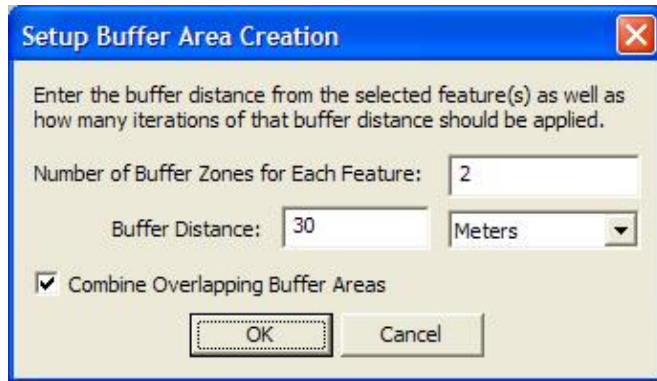 Setup Buffer Area Creation
Enter the buffer distance from the selected feature(s) as well as
how many iterations of that buffer distance should be applied.
Number of Buffer Zones for Each Feature: 2
Buffer Distance: 30 Meters
Combine Overlapping Buffer Areas
OK Cancel